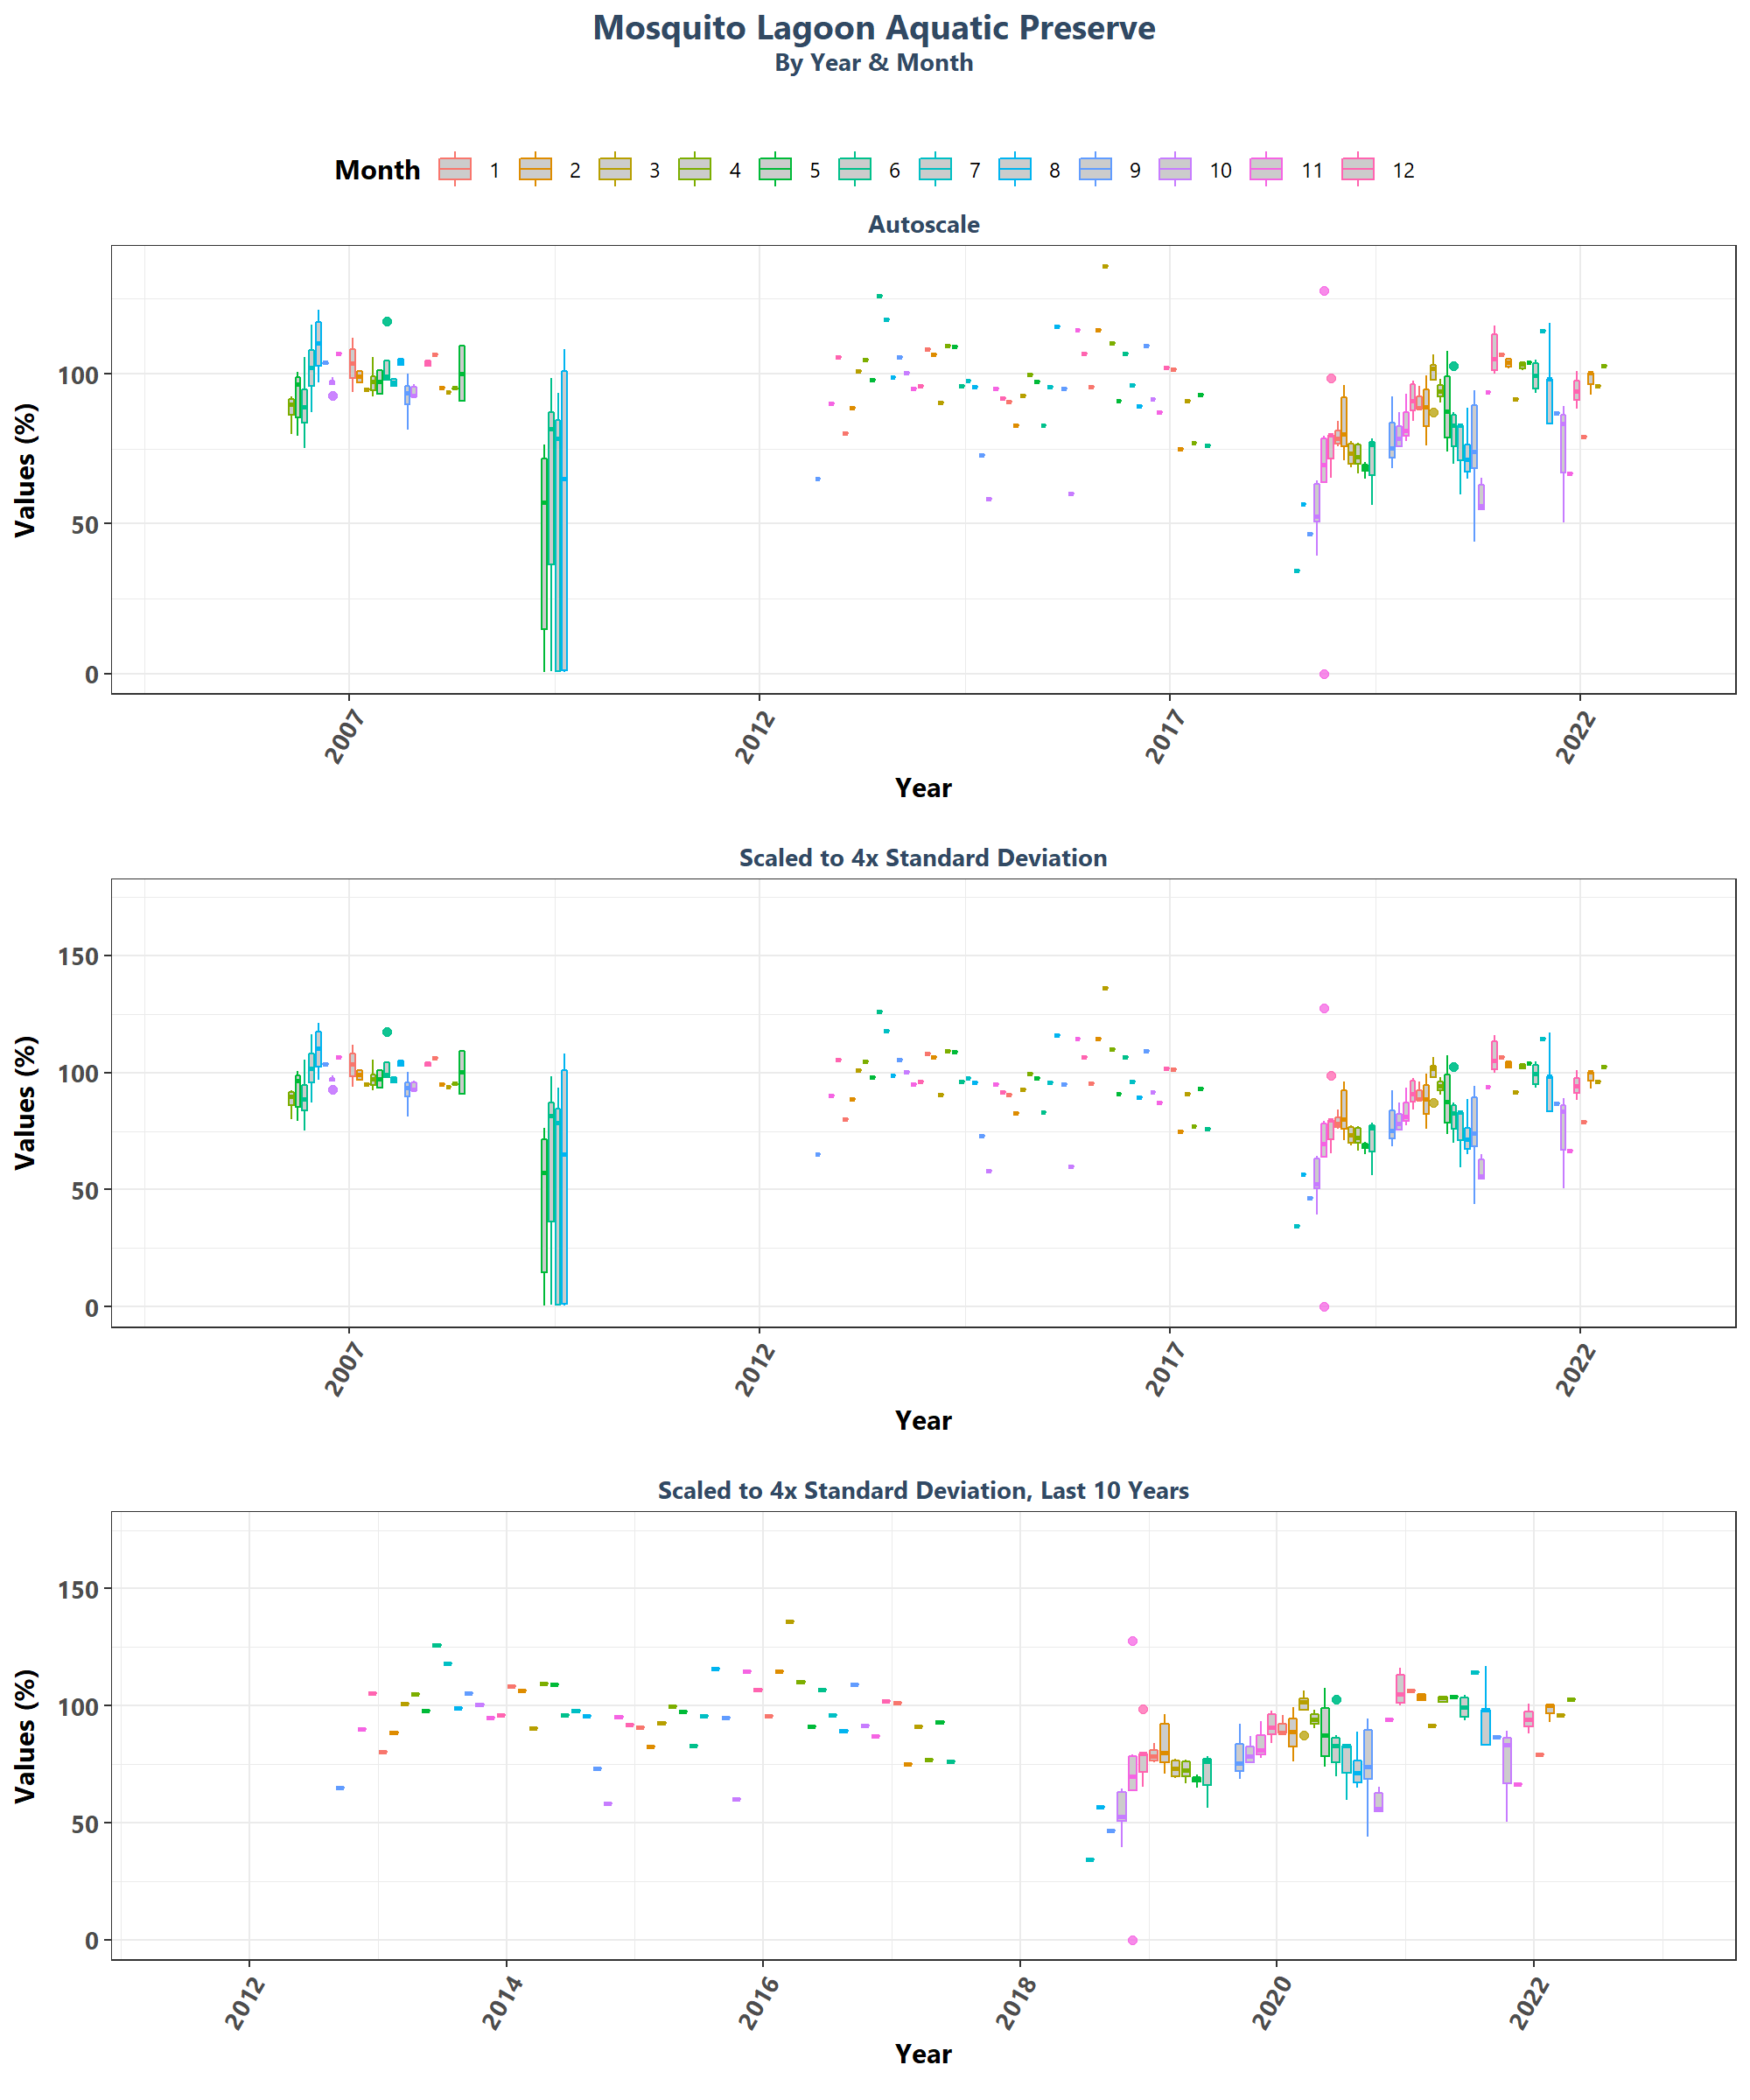 Mosquito Lagoon Aquatic Preserve
By Year & Month
Month 1 2 3 4 5 6 7 8 9 10 11 12
Autoscale
Values (%)
100
50
0
2007 2012 2017 2022
Year
Scaled to 4x Standard Deviation
Values (%)
150
100
50
0
2007 2012 2017 2022
Year
Scaled to 4x Standard Deviation, Last 10 Years
Values (%)
150
100
50
0
2012 2014 2016 2018 2020 2022
Year